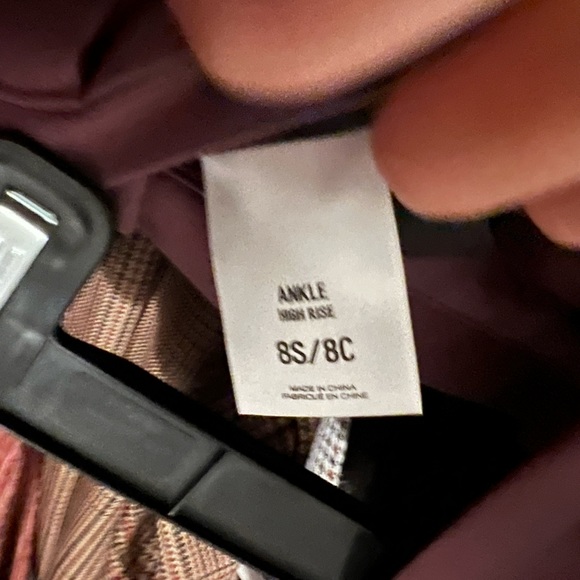 ANKLE
HIGH RISE
8S/8C
MADE IN CHINA
FABRIQUÉ EN CHINE